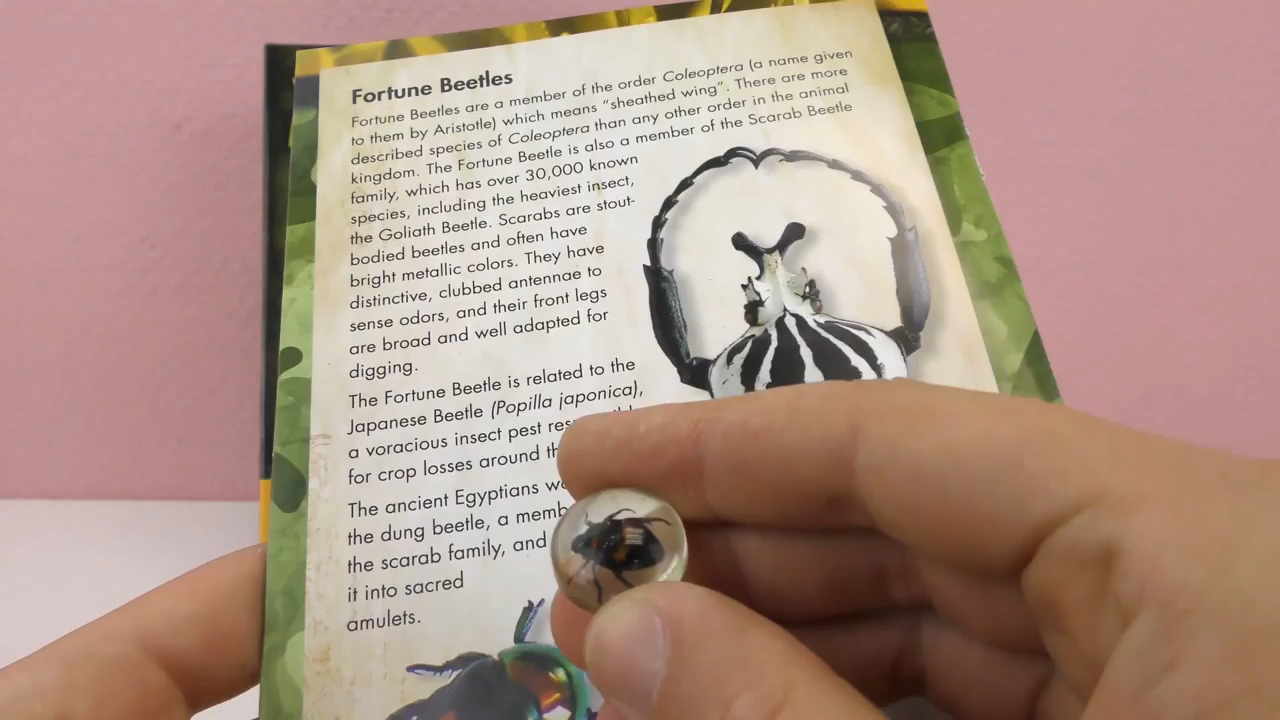 Fortune Beetles
Fortune Beetles are a member of the order Coleoptera (a name given
to them by Aristotle) which means “sheathed wing”. There are more
described species of Coleoptera than any other order in the animal
kingdom. The Fortune Beetle is also a member of the Scarab Beetle
family, which has over 30,000 known
species, including the heaviest insect,
the Goliath Beetle. Scarabs are stout-
bodied beetles and often have
bright metallic colors. They have
distinctive, clubbed antennae to
sense odors, and their front legs
are broad and well adapted for
digging.
The Fortune Beetle is related to the
Japanese Beetle (Popilla japonica),
a voracious insect pest
for crop losses around
The ancient Egyptians
the dung beetle, a
the scarab family, and
it into sacred
amulets.